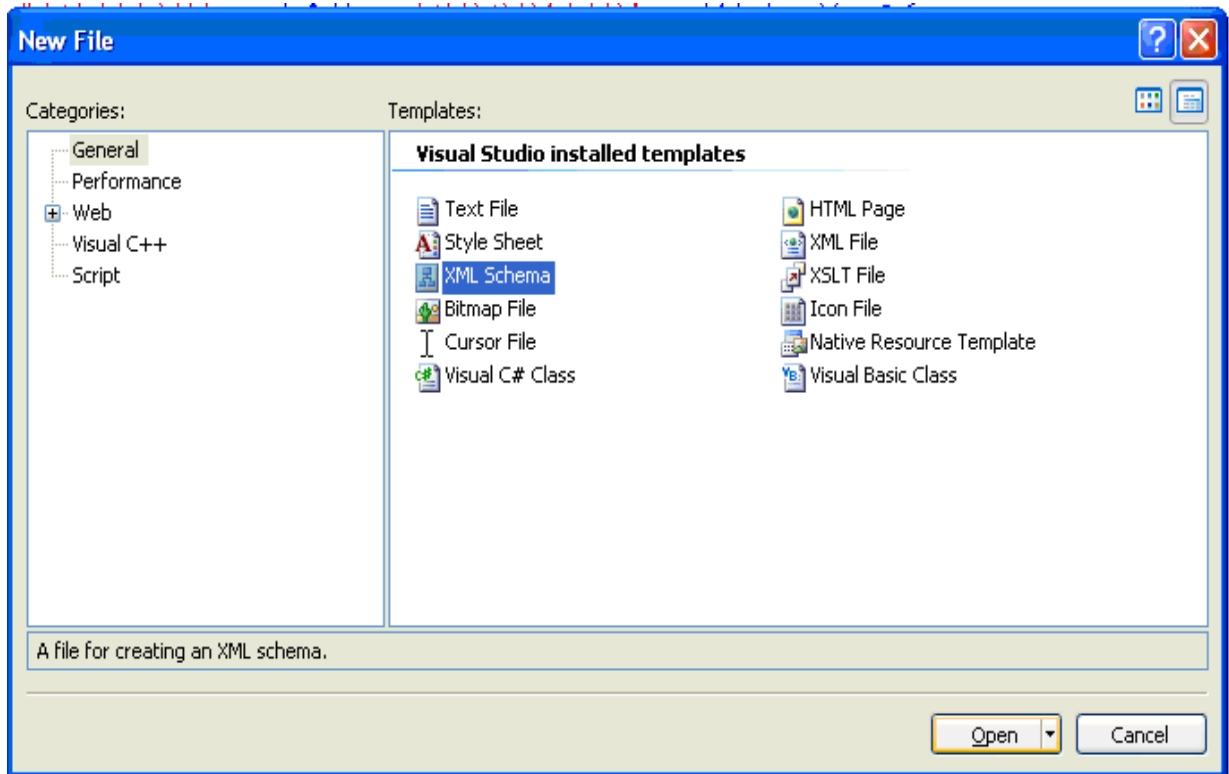 New File
Categories:
Templates:
General
Performance
Web
Visual C++
Script
Visual Studio installed templates
Text File
HTML Page
Style Sheet
XML File
XML Schema
XSLT File
Bitmap File
Icon File
Cursor File
Native Resource Template
Visual C# Class
Visual Basic Class
A file for creating an XML schema.
Open
Cancel